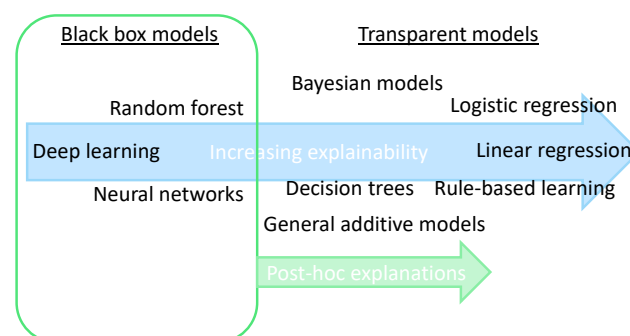 Black box models
Transparent models
Bayesian models
Random forest
Logistic regression
Deep learning
Increasing explainability
Linear regression
Neural networks
Decision trees
Rule-based learning
General additive models
Post-hoc explanations